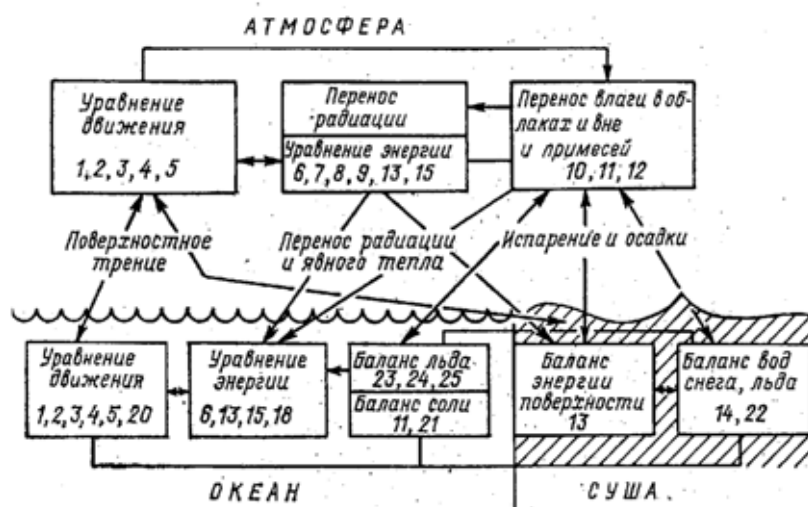 АТМОСФЕРА
Уравнение
движения
1,2,3,4,5
Перенос
радиации
Уравнение энергии
6,7,8,9,13,15
Перенос влаги в об-
лаках и вне
и примесей
10,11,12
Поверхностное
трение
Перенос радиации
и явного тепла
Испарение и осадки
Уравнение
движения
1,2,3,4,5,20
Уравнение
энергии
6,13,15,18
Баланс льда
23,24,25
Баланс соли
11,21
Баланс
энергии
поверхности
13
Баланс вод
снега, льда
14,22
ОКЕАН
СУША